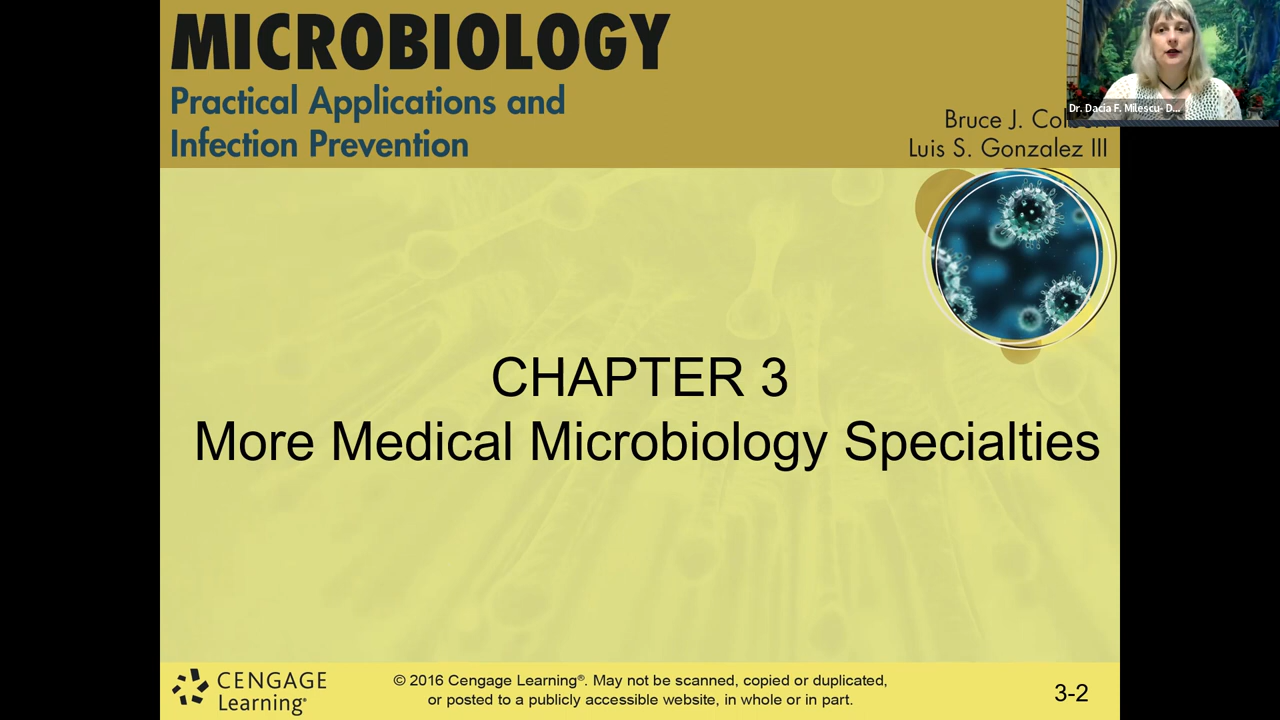 MICROBIOLOGY
Practical Applications and
Infection Prevention
Dr. Dacia F. Milescu- D...
Bruce J.
Luis S. Gonzalez III
CHAPTER 3
More Medical Microbiology Specialties
CENGAGE
Learning®
© 2016 Cengage Learning®. May not be scanned, copied or duplicated,
or posted to a publicly accessible website, in whole or in part.
3-2